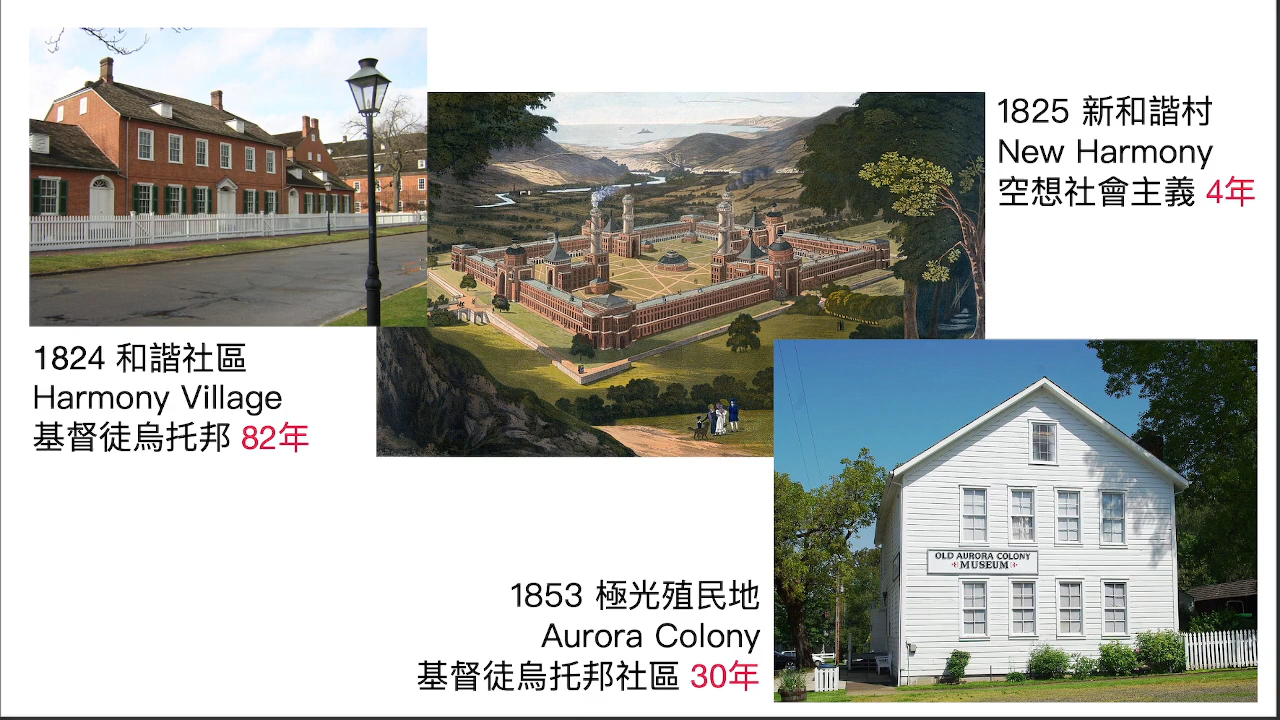 1824 和諧社區
Harmony Village
基督徒烏托邦 82年
1825 新和諧村
New Harmony
空想社會主義 4年
1853 極光殖民地
Aurora Colony
基督徒烏托邦社區 30年
OLD AURORA COLONY
MUSEUM